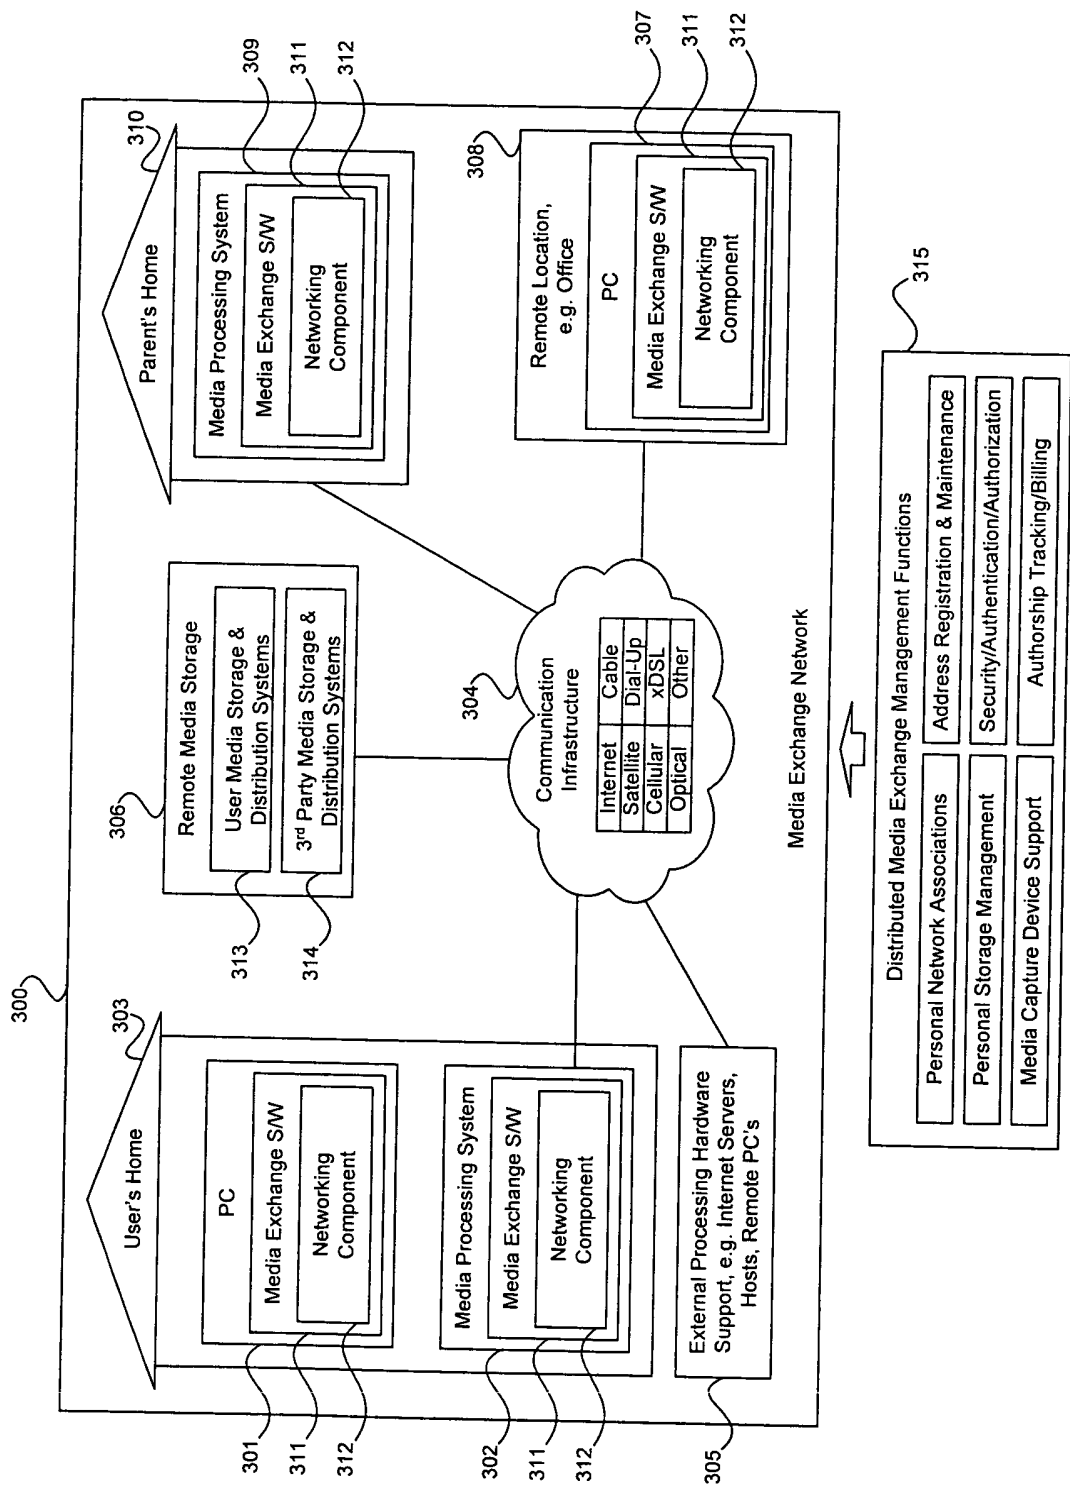 300
303
User's Home
PC
Media Exchange S/W
Networking
Component
301
311
312
Media Processing System
Media Exchange S/W
Networking
Component
302
311
312
External Processing Hardware
Support, e.g. Internet Servers,
Hosts, Remote PC's
305
306
Remote Media Storage
User Media Storage &
Distribution Systems
3rd Party Media Storage &
Distribution Systems
313
314
304
Communication
Infrastructure
Internet Cable
Satellite Dial-Up
Cellular xDSL
Optical Other
310
Parent's Home
Media Processing System
Media Exchange S/W
Networking
Component
309
311
312
308
Remote Location,
e.g. Office
PC
Media Exchange S/W
Networking
Component
307
311
312
Media Exchange Network
315
Distributed Media Exchange Management Functions
Personal Network Associations
Address Registration & Maintenance
Personal Storage Management
Security/Authentication/Authorization
Media Capture Device Support
Authorship Tracking/Billing